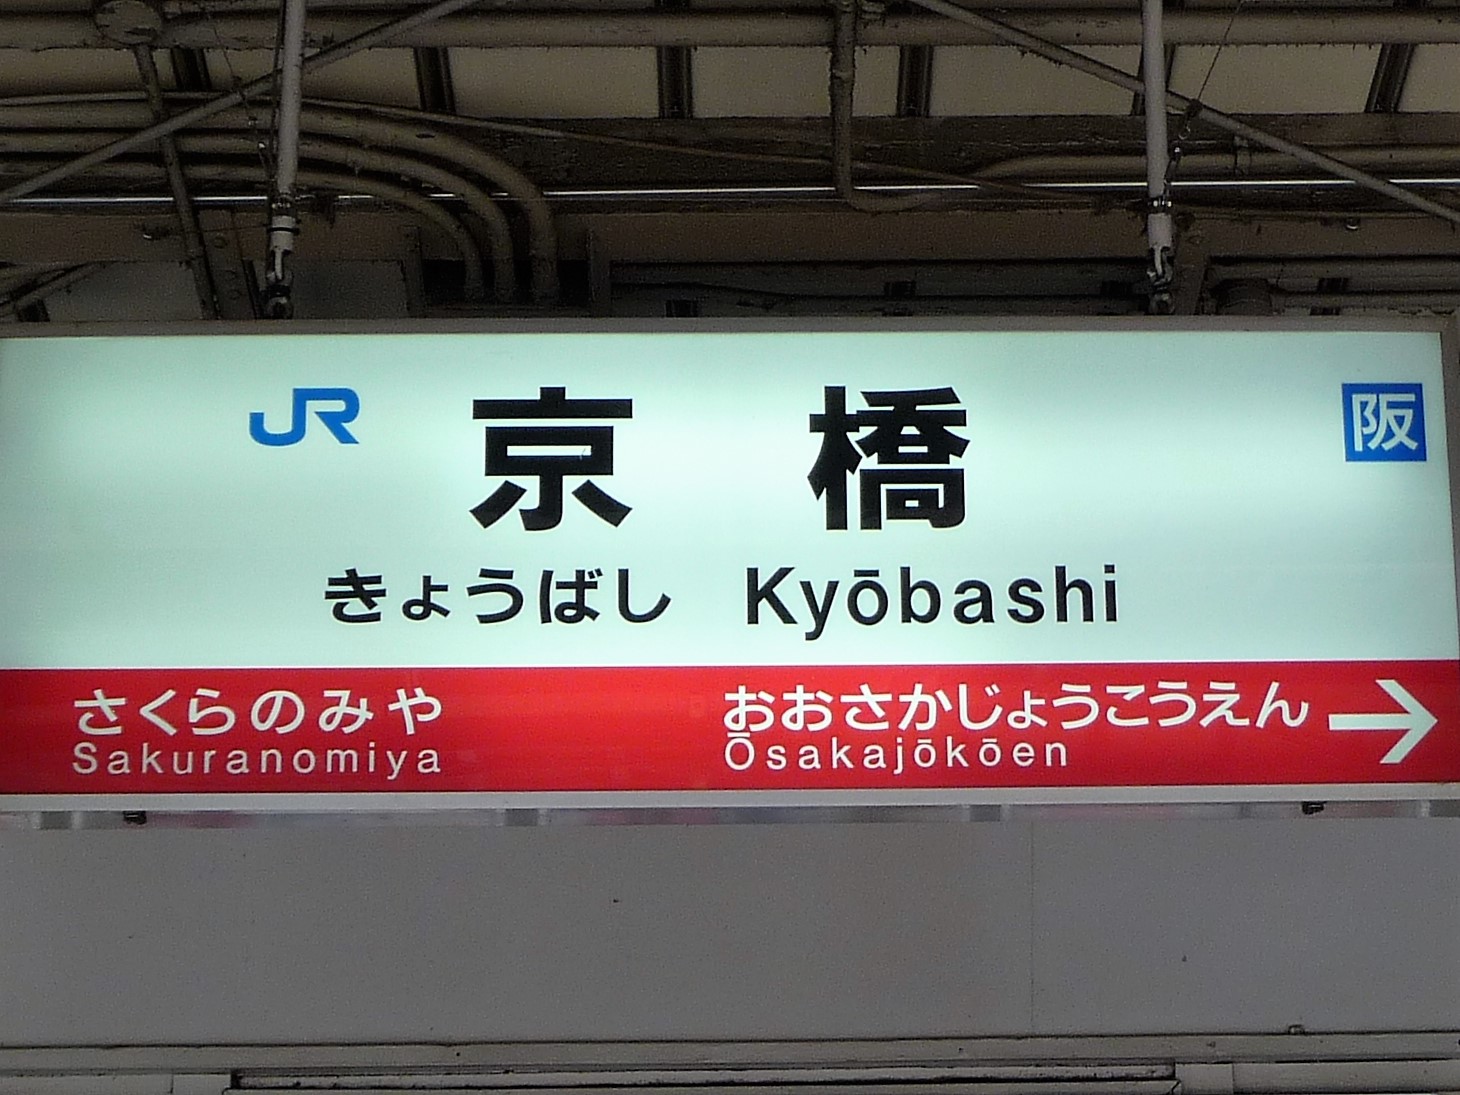 JR 京橋 阪
きょうばし Kyōbashi
さくらのみや おおさかじょうこうえん →
Sakuranomiya Ōsakajōkōen